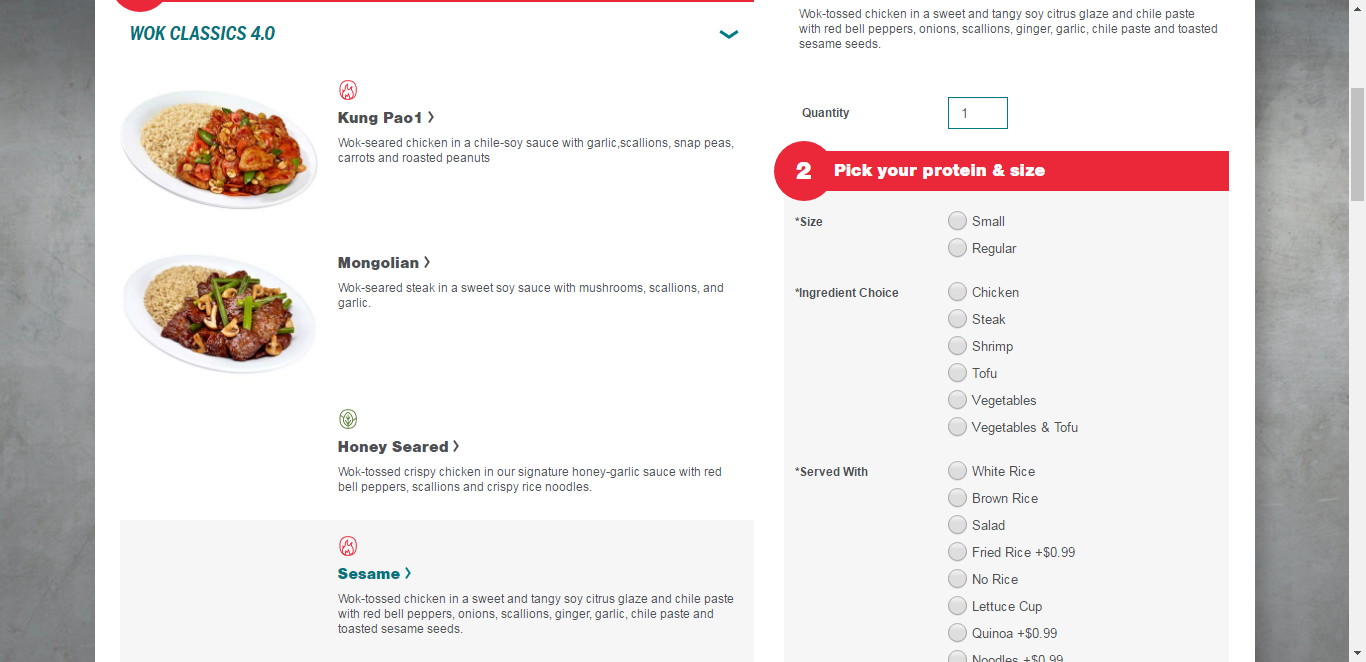 WOK CLASSICS 4.0
Kung Pao1
Wok-seared chicken in a chile-soy sauce with garlic,scallions, snap peas,
carrots and roasted peanuts
Mongolian
Wok-seared steak in a sweet soy sauce with mushrooms, scallions, and
garlic.
Honey Seared
Wok-tossed crispy chicken in our signature honey-garlic sauce with red
bell peppers, scallions and crispy rice noodles.
Sesame
Wok-tossed chicken in a sweet and tangy soy citrus glaze and chile paste
with red bell peppers, onions, scallions, ginger, garlic, chile paste and
toasted sesame seeds.
Wok-tossed chicken in a sweet and tangy soy citrus glaze and chile paste
with red bell peppers, onions, scallions, ginger, garlic, chile paste and toasted
sesame seeds.
Quantity 1
2 Pick your protein & size
*Size
Small
Regular
*Ingredient Choice
Chicken
Steak
Shrimp
Tofu
Vegetables
Vegetables & Tofu
*Served With
White Rice
Brown Rice
Salad
Fried Rice +$0.99
No Rice
Lettuce Cup
Quinoa +$0.99
Noodles +$0.99